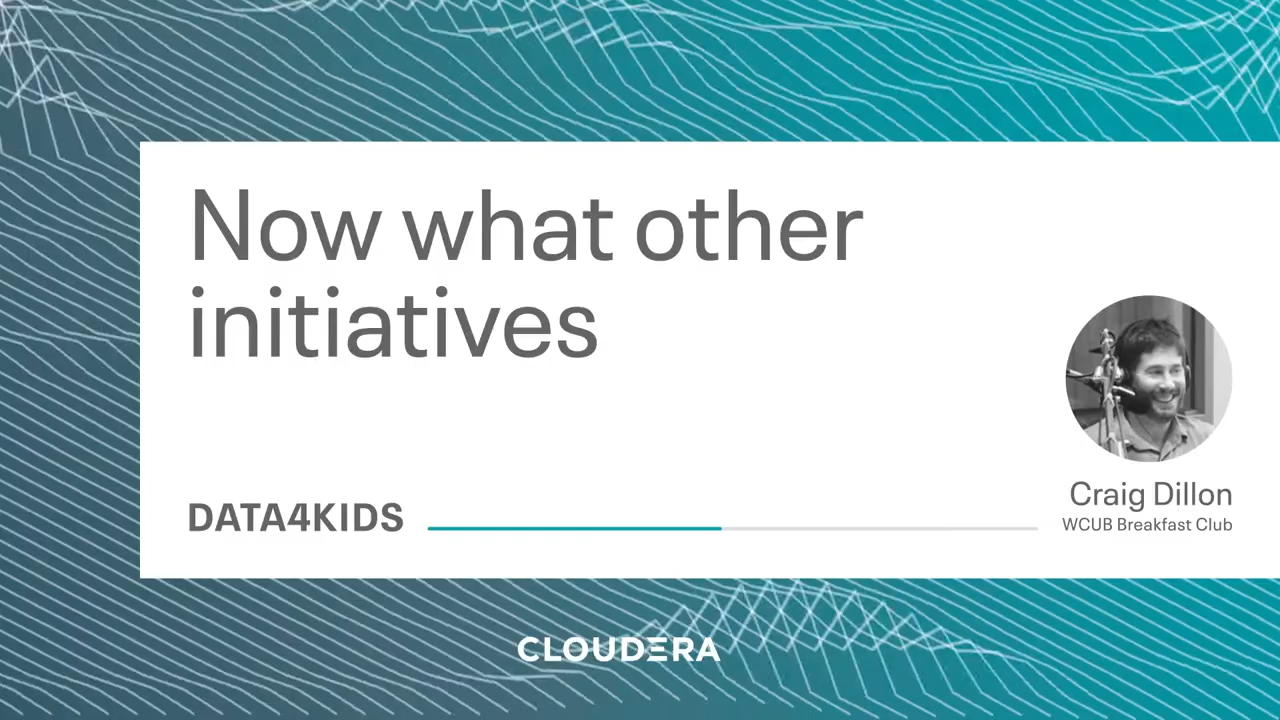 Now what other
initiatives
DATA4KIDS
Craig Dillon
WCUB Breakfast Club
CLOUDERA